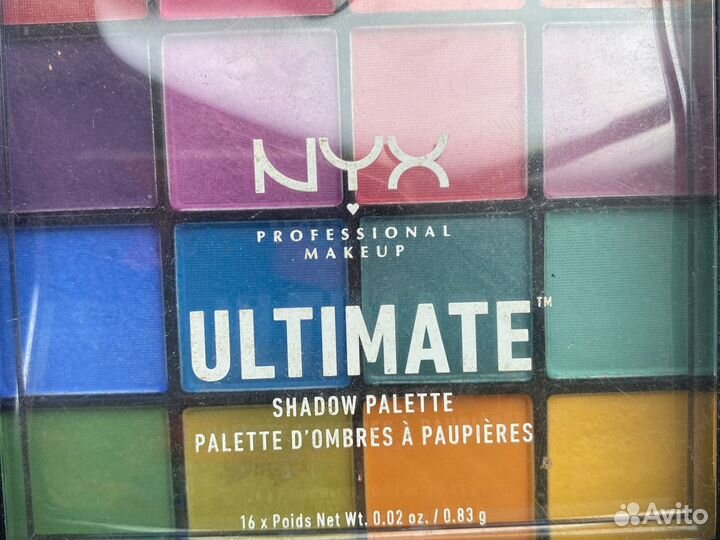 NYX
PROFESSIONAL
MAKEUP
ULTIMATE™
SHADOW PALETTE
PALETTE D'OMBRES À PAUPIÈRES
16 x Poids Net Wt. 0.02 oz. / 0.83 g
Avito